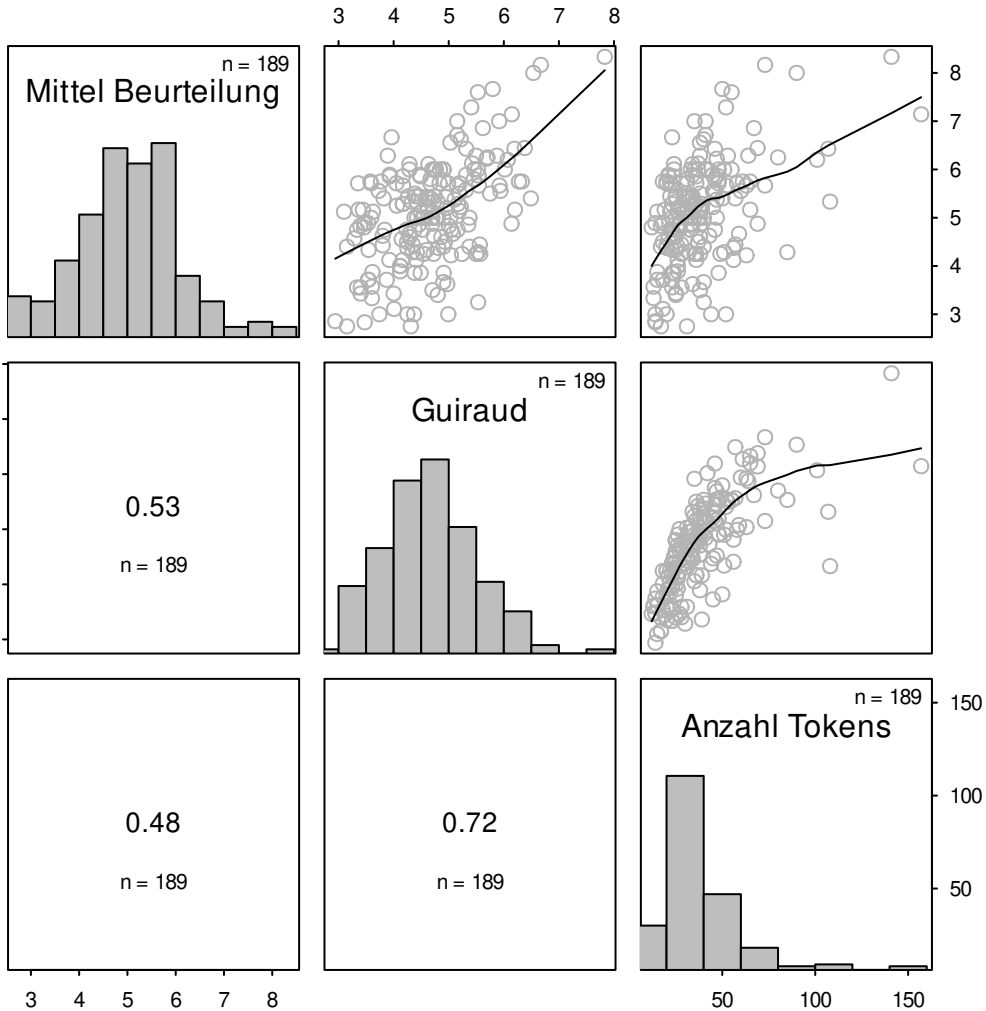 3 4 5 6 7 8
n = 189
Mittel Beurteilung
8
7
6
5
4
3
n = 189
Guiraud
0.53
n = 189
n = 189
Anzahl Tokens
150
100
50
0.48
n = 189
0.72
n = 189
3 4 5 6 7 8
50 100 150